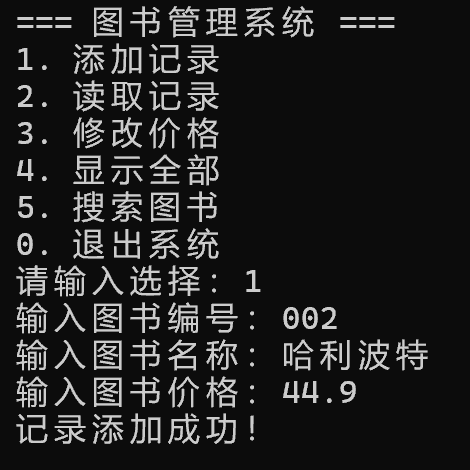 === 图书管理系统 ===
1. 添加记录
2. 读取记录
3. 修改价格
4. 显示全部
5. 搜索图书
0. 退出系统
请输入选择: 1
输入图书编号: 002
输入图书名称: 哈利波特
输入图书价格: 44.9
记录添加成功!